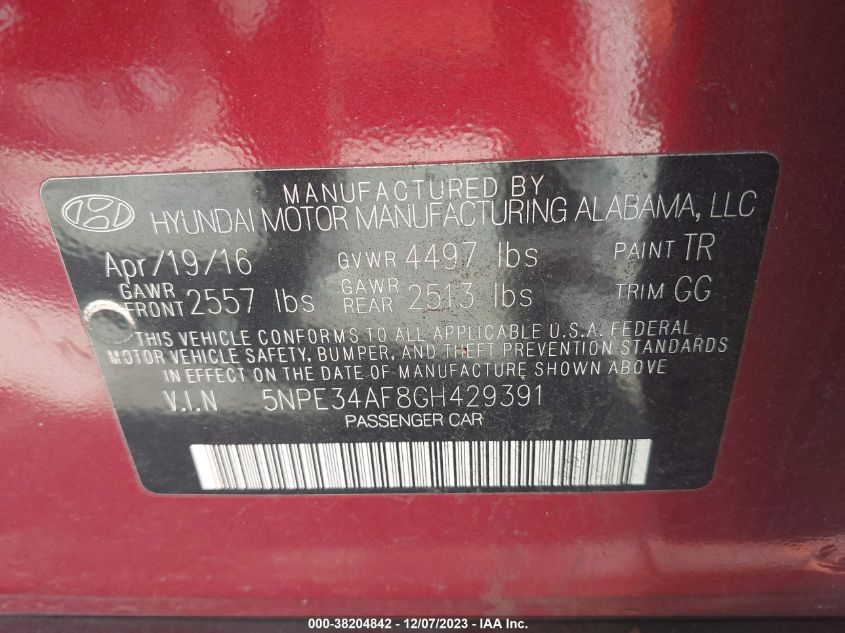 MANUFACTURED BY
HYUNDAI MOTOR MANUFACTURING ALABAMA, LLC
Apr/19/16 GVWR 4497 lbs PAINT TR
GAWR FRONT 2557 lbs GAWR REAR 2513 lbs TRIM GG
THIS VEHICLE CONFORMS TO ALL APPLICABLE U.S.A. FEDERAL
MOTOR VEHICLE SAFETY, BUMPER, AND THEFT PREVENTION STANDARDS
IN EFFECT ON THE DATE OF MANUFACTURE SHOWN ABOVE
V.I.N 5NPE34AF8GH429391
PASSENGER CAR
000-38204842 - 12/07/2023 - IAA Inc.